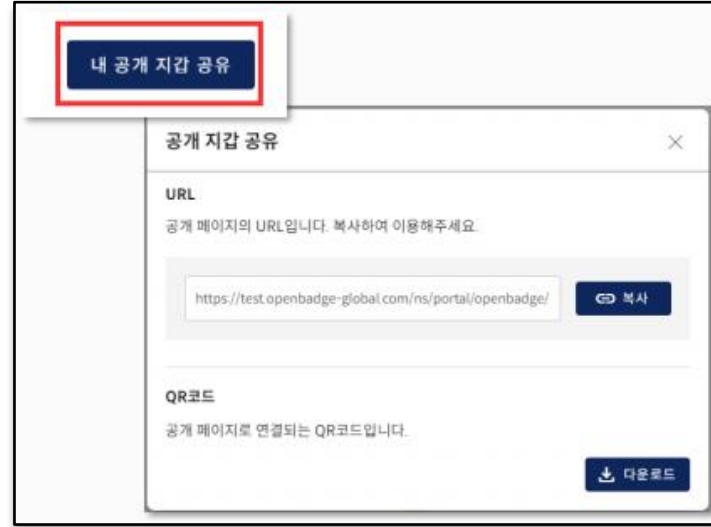 내 공개 지갑 공유
공개 지갑 공유
URL
공개 페이지의 URL입니다. 복사하여 이용해주세요.
https://test.openbadge-global.com/ns/portal/openbadge/
복사
QR코드
공개 페이지로 연결되는 QR코드입니다.
다운로드